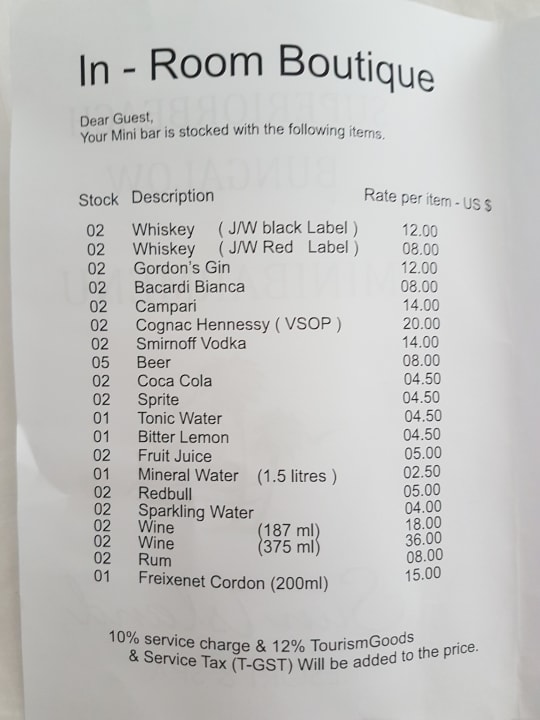 In - Room Boutique
Dear Guest,
Your Mini bar is stocked with the following items.
Stock Description Rate per item - US $
02 Whiskey ( J/W black Label ) 12.00
02 Whiskey ( J/W Red Label ) 08.00
02 Gordon's Gin 12.00
02 Bacardi Bianca 08.00
02 Campari 14.00
02 Cognac Hennessy ( VSOP ) 20.00
02 Smirnoff Vodka 14.00
05 Beer 08.00
02 Coca Cola 04.50
02 Sprite 04.50
01 Tonic Water 04.50
01 Bitter Lemon 04.50
02 Fruit Juice 05.00
01 Mineral Water (1.5 litres ) 02.50
02 Redbull 05.00
02 Sparkling Water 04.00
02 Wine (187 ml) 18.00
02 Wine (375 ml) 36.00
02 Rum 08.00
01 Freixenet Cordon (200ml) 15.00
10% service charge & 12% TourismGoods
& Service Tax (T-GST) Will be added to the price.